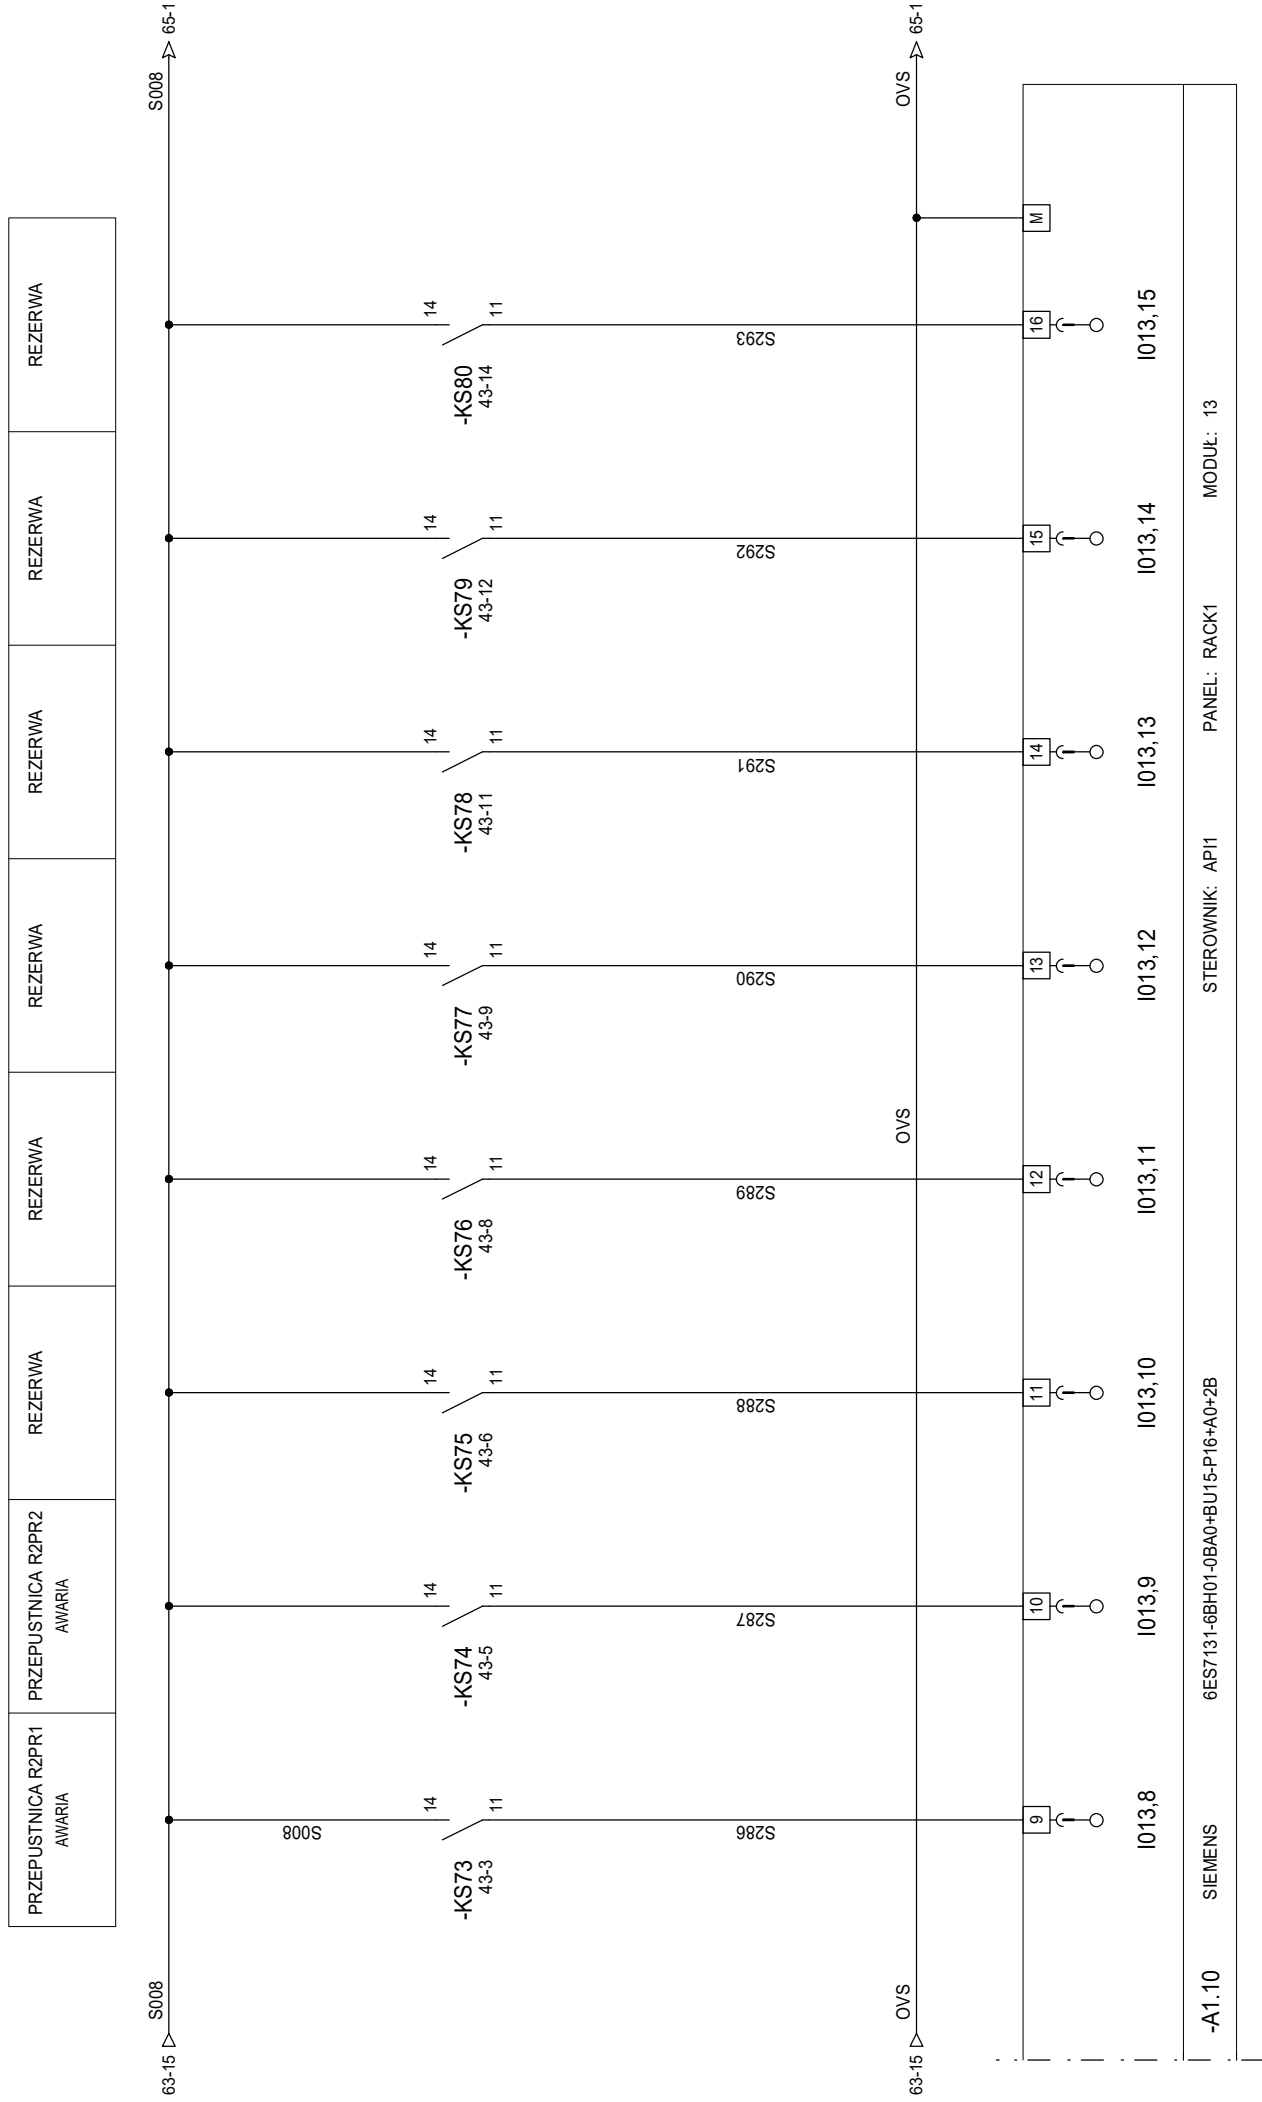 PRZEPUSTNICA R2PR1
AWARIA
PRZEPUSTNICA R2PR2
AWARIA
REZERWA
REZERWA
REZERWA
REZERWA
REZERWA
REZERWA
63-15
S008
S008
65-1
S008
14
14
14
14
14
14
14
14
-KS73
43-3
11
-KS74
43-5
11
-KS75
43-6
11
-KS76
43-8
11
-KS77
43-9
11
-KS78
43-11
11
-KS79
43-12
11
-KS80
43-14
11
S286
S287
S288
S289
S290
S291
S292
S293
63-15
OVS
OVS
OVS
65-1
9
10
11
12
13
14
15
16
M
I013,8
I013,9
I013,10
I013,11
I013,12
I013,13
I013,14
I013,15
-A1.10
SIEMENS
6ES7131-6BH01-0BA0+BU15-P16+A0+2B
STEROWNIK: API1
PANEL: RACK1
MODUŁ: 13